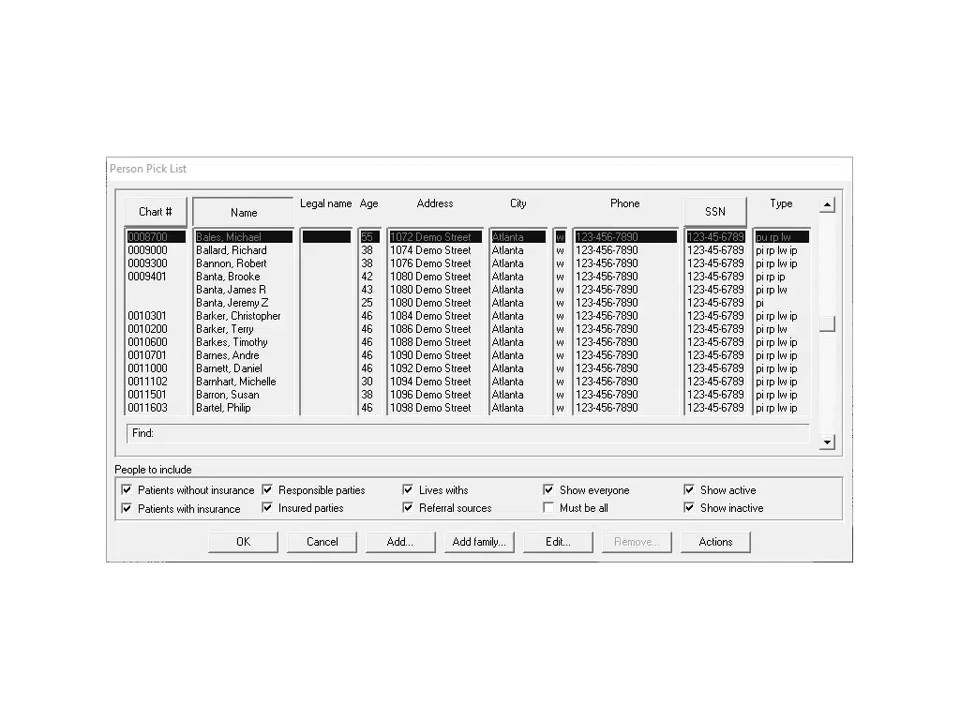 Person Pick List
Chart # Name Legal name Age Address City Phone SSN Type
0008700 Bales, Michael 55 1072 Demo Street Atlanta w 123-456-7890 123-45-6789 pu rp lw
0009000 Ballard, Richard 38 1074 Demo Street Atlanta w 123-456-7890 123-45-6789 pi rp lw
0009300 Bannon, Robert 38 1076 Demo Street Atlanta w 123-456-7890 123-45-6789 pi rp lw ip
0009401 Banta, Brooke 42 1080 Demo Street Atlanta w 123-456-7890 123-45-6789 pi rp ip
Banta, James R 43 1080 Demo Street Atlanta w 123-456-7890 123-45-6789 pi rp lw
Banta, Jeremy Z 25 1080 Demo Street Atlanta w 123-456-7890 123-45-6789 pi
0010301 Barker, Christopher 46 1084 Demo Street Atlanta w 123-456-7890 123-45-6789 pi rp lw ip
0010200 Barker, Terry 46 1086 Demo Street Atlanta w 123-456-7890 123-45-6789 pi rp lw
0010600 Barkes, Timothy 46 1088 Demo Street Atlanta w 123-456-7890 123-45-6789 pi rp lw ip
0010701 Barnes, Andre 46 1090 Demo Street Atlanta w 123-456-7890 123-45-6789 pi rp lw ip
0011000 Barnett, Daniel 46 1092 Demo Street Atlanta w 123-456-7890 123-45-6789 pi rp lw ip
0011102 Barnhart, Michelle 30 1094 Demo Street Atlanta w 123-456-7890 123-45-6789 pi rp lw ip
0011501 Barron, Susan 38 1096 Demo Street Atlanta w 123-456-7890 123-45-6789 pi rp lw ip
0011603 Bartel, Philip 46 1098 Demo Street Atlanta w 123-456-7890 123-45-6789 pi rp lw ip
Find:
People to include
Patients without insurance Responsible parties Lives withs Show everyone Show active
Patients with insurance Insured parties Referral sources Must be all Show inactive
OK Cancel Add... Add family... Edit... Remove... Actions